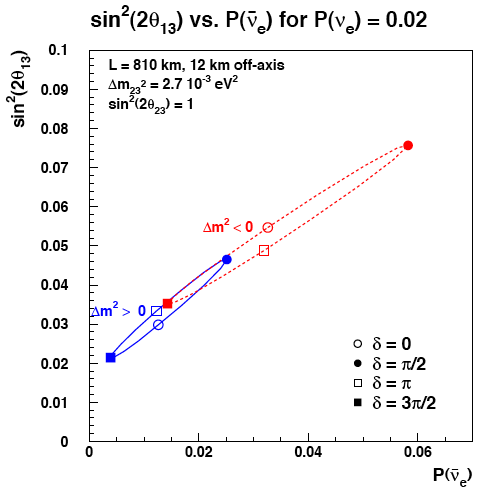 sin²(2θ₁₃) vs. P(ν̄ₑ) for P(νₑ) = 0.02
sin²(2θ₁₃)
0.1
0.09
0.08
0.07
0.06
0.05
0.04
0.03
0.02
0.01
0
L = 810 km, 12 km off-axis
Δm₂₃² = 2.7 10⁻³ eV²
sin²(2θ₂₃) = 1
Δm² < 0
Δm² > 0
δ = 0
δ = π/2
δ = π
δ = 3π/2
0 0.02 0.04 0.06
P(ν̄ₑ)